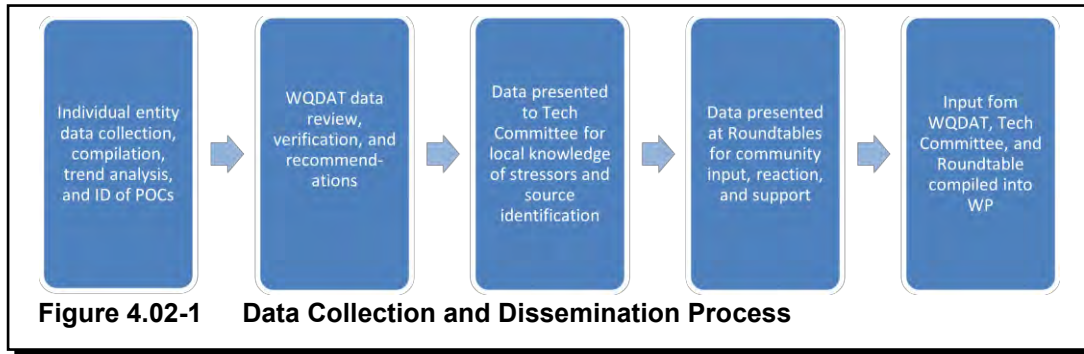 Individual entity
data collection,
compilation,
trend analysis,
and ID of POCs
WQDAT data
review,
verification, and
recommend-
ations
Data presented
to Tech
Committee for
local knowledge
of stressors and
source
identification
Data presented
at Roundtables
for community
input, reaction,
and support
Input fom
WQDAT, Tech
Committee, and
Roundtable
compiled into
WP
Figure 4.02-1 Data Collection and Dissemination Process